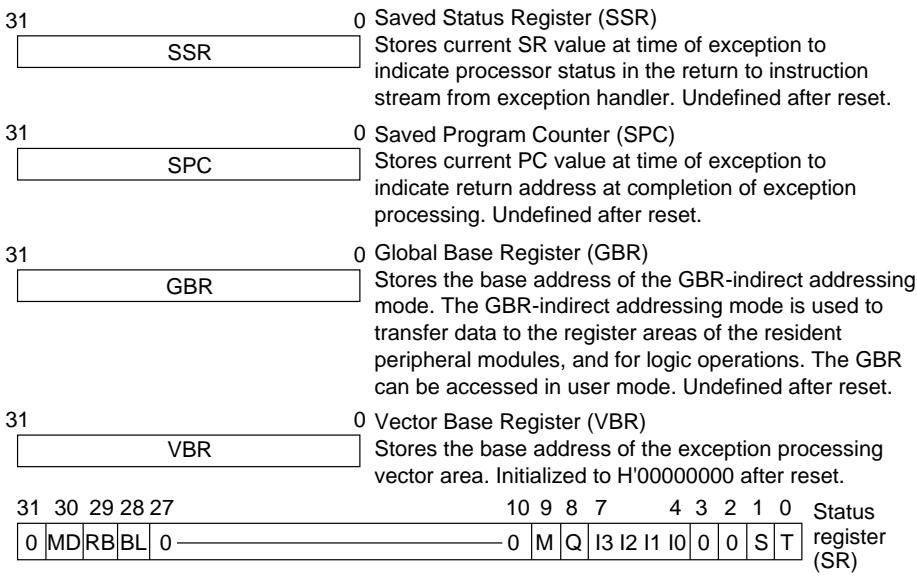 31 0 Saved Status Register (SSR)
SSR
Stores current SR value at time of exception to
indicate processor status in the return to instruction
stream from exception handler. Undefined after reset.
31 0 Saved Program Counter (SPC)
SPC
Stores current PC value at time of exception to
indicate return address at completion of exception
processing. Undefined after reset.
31 0 Global Base Register (GBR)
GBR
Stores the base address of the GBR-indirect addressing
mode. The GBR-indirect addressing mode is used to
transfer data to the register areas of the resident
peripheral modules, and for logic operations. The GBR
can be accessed in user mode. Undefined after reset.
31 0 Vector Base Register (VBR)
VBR
Stores the base address of the exception processing
vector area. Initialized to H'00000000 after reset.
31 30 29 28 27 10 9 8 7 4 3 2 1 0
0 MD RB BL 0 0 M Q I3 I2 I1 I0 0 0 S T
Status
register
(SR)